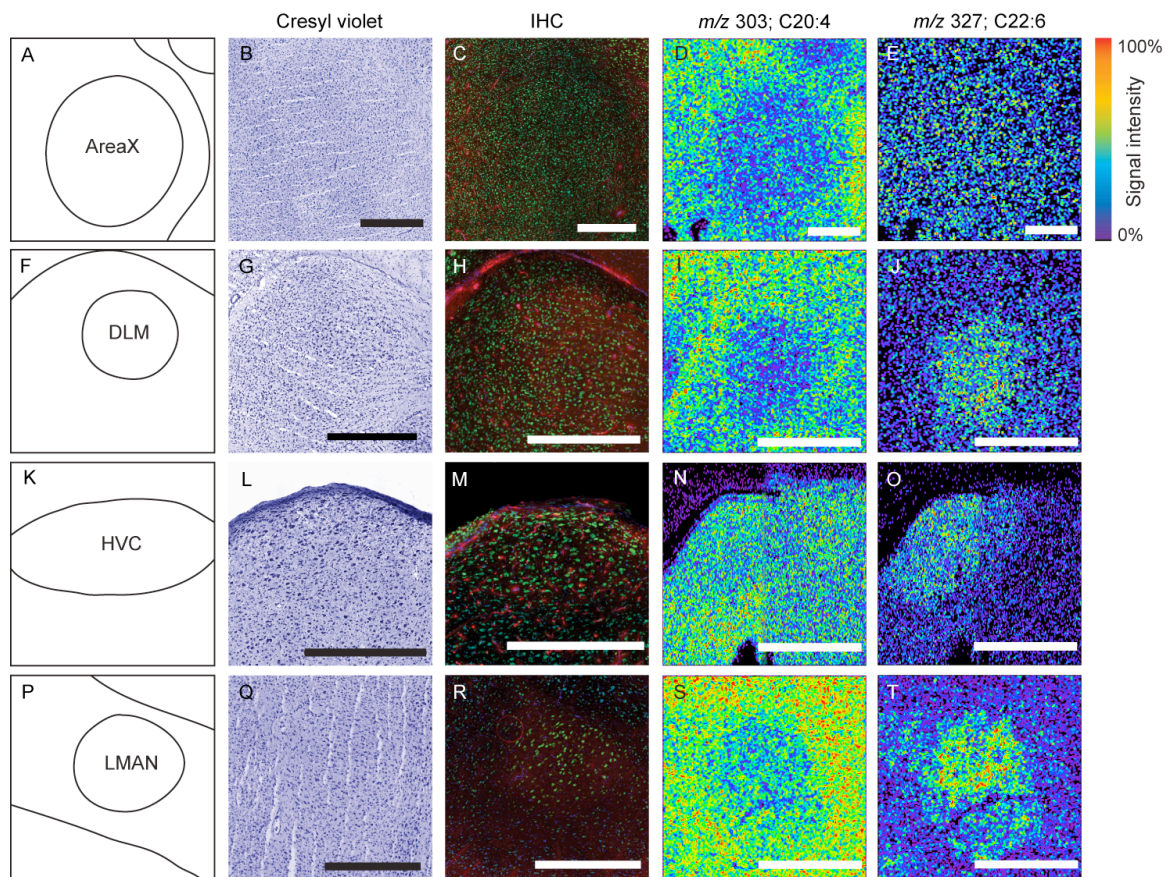 Cresyl violet IHC m/z 303; C20:4 m/z 327; C22:6
A B C D E
AreaX
100%
Signal intensity
0%
F G H I J
DLM
K L M N O
HVC
P Q R S T
LMAN